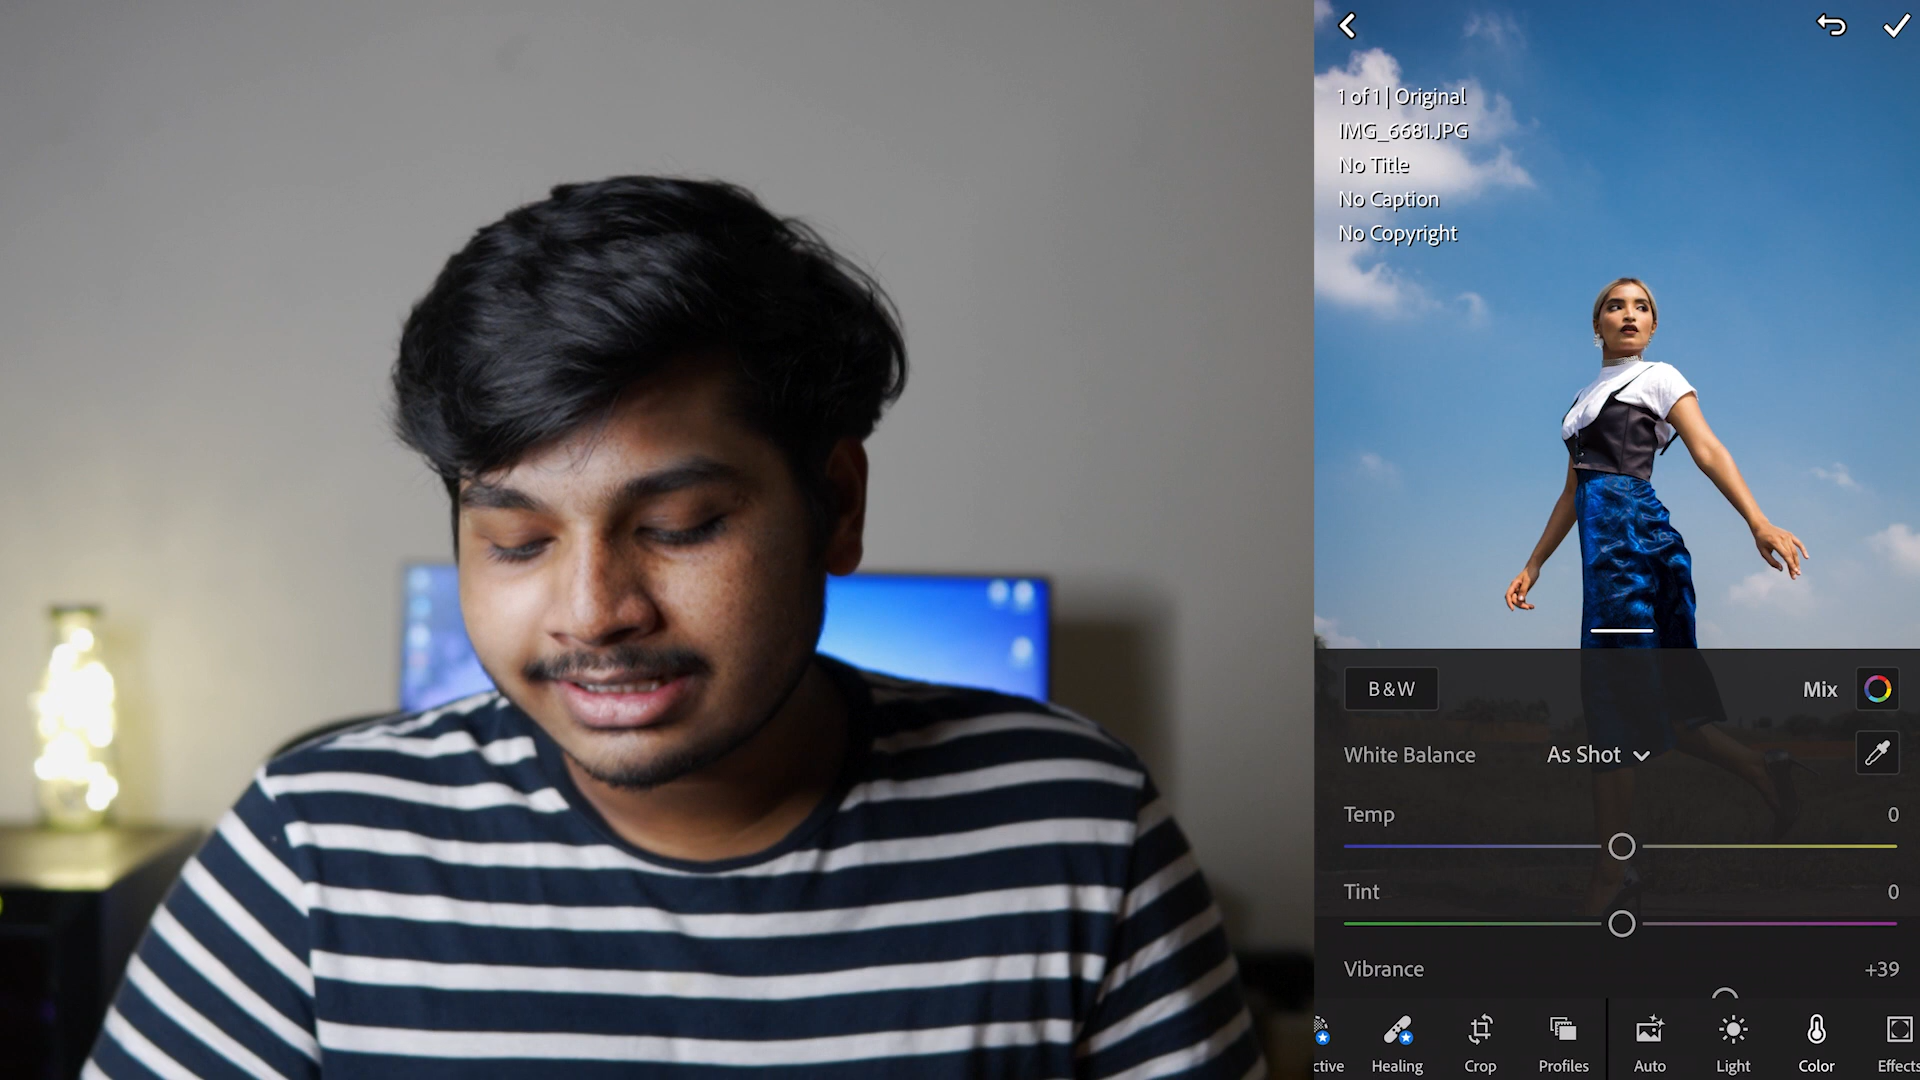 1 of 1 | Original
IMG_6681.JPG
No Title
No Caption
No Copyright
B&W
Mix
White Balance As Shot
Temp 0
Tint 0
Vibrance +39
ctive Healing Crop Profiles Auto Light Color Effects